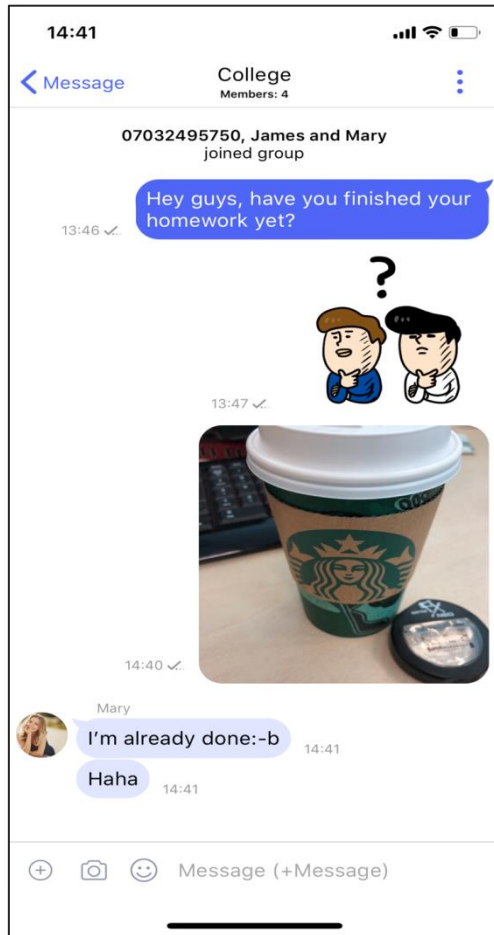 14:41
Message
College
Members: 4
07032495750, James and Mary
joined group
Hey guys, have you finished your
homework yet?
13:46
?
13:47
14:40
Mary
I'm already done:-b
14:41
Haha
14:41
Message (+Message)